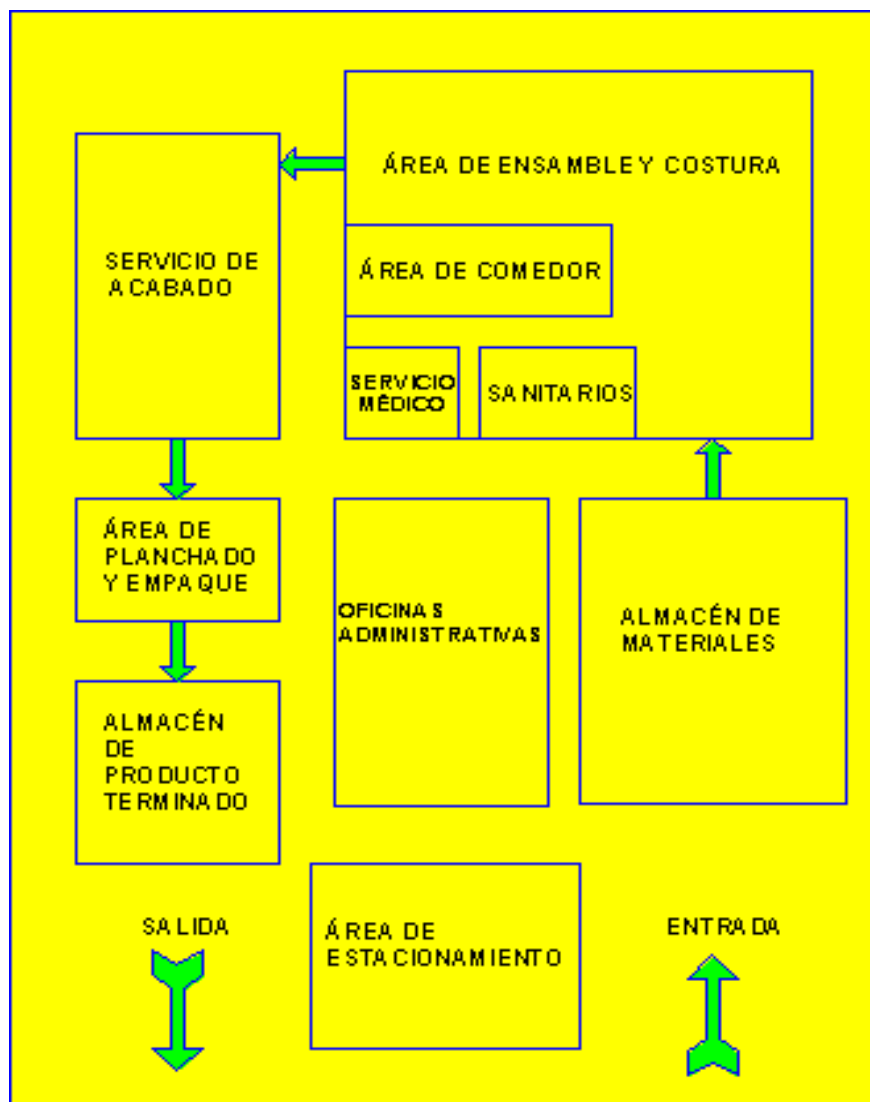 ÁREA DE ENSAMBLE Y COSTURA
SERVICIO DE
ACABADO
ÁREA DE COMEDOR
SERVICIO
MÉDICO
SANITARIOS
ÁREA DE
PLANCHADO
Y EMPAQUE
OFICINAS
ADMINISTRATIVAS
ALMACÉN DE
MATERIALES
ALMACÉN
DE
PRODUCTO
TERMINADO
SALIDA
ÁREA DE
ESTACIONAMIENTO
ENTRADA